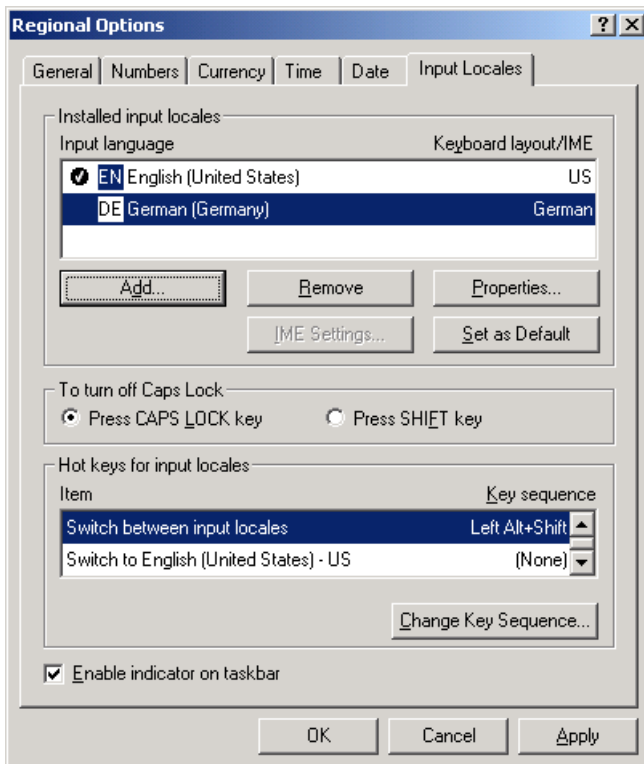 Regional Options
General Numbers Currency Time Date Input Locales
Installed input locales
Input language Keyboard layout/IME
EN English (United States) US
DE German (Germany) German
Add... Remove Properties...
IME Settings... Set as Default
To turn off Caps Lock
Press CAPS LOCK key Press SHIFT key
Hot keys for input locales
Item Key sequence
Switch between input locales Left Alt+Shift
Switch to English (United States) - US (None)
Change Key Sequence...
Enable indicator on taskbar
OK Cancel Apply